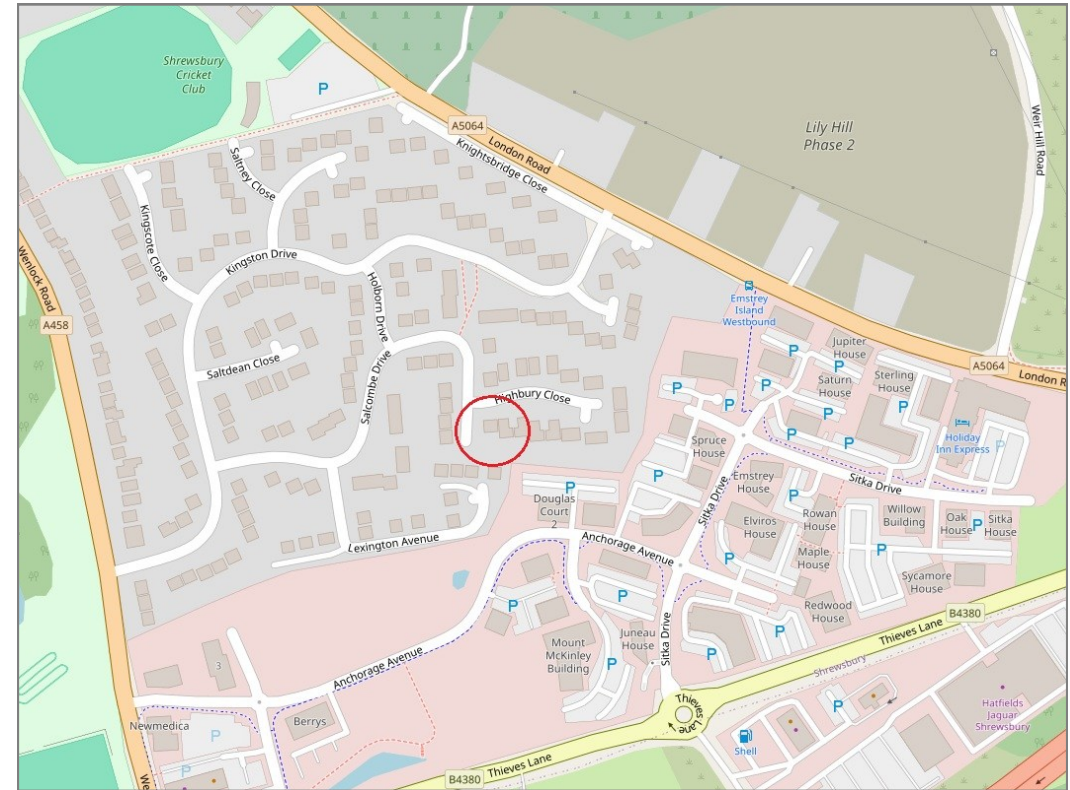 Shrewsbury
Cricket
Club
P
A5064
London Road
Knightsbridge Close
Lily Hill
Phase 2
Weir Hill Road
Saltney Close
Kingscote Close
Kingston Drive
Holborn Drive
Wenlock Road
A458
Saltdean Close
Salcombe Drive
Highbury Close
Emstrey
Island
Westbound
Jupiter
House
P
Saturn
House
Sterling
House
A5064
London R
P
P
P
P
P
P
Holiday
Inn Express
P
Spruce
House
P
Sitka Drive
Emstrey
House
Sitka Drive
P
Douglas
Court
2
P
Elviros
House
Rowan
House
Willow
Building
Oak
House
P
Sitka
House
Lexington Avenue
Anchorage Avenue
P
Maple
House
P
Sycamore
House
P
P
Redwood
House
B4380
Thieves Lane
Mount
McKinley
Building
Juneau
House
Sitka Drive
P
P
P
Shrewsbury
3
Anchorage Avenue
Newmedica
P
Berrys
P
Thieves
Lane
P
Shell
Hatfields
Jaguar
Shrewsbury
We
B4380
Thieves Lane